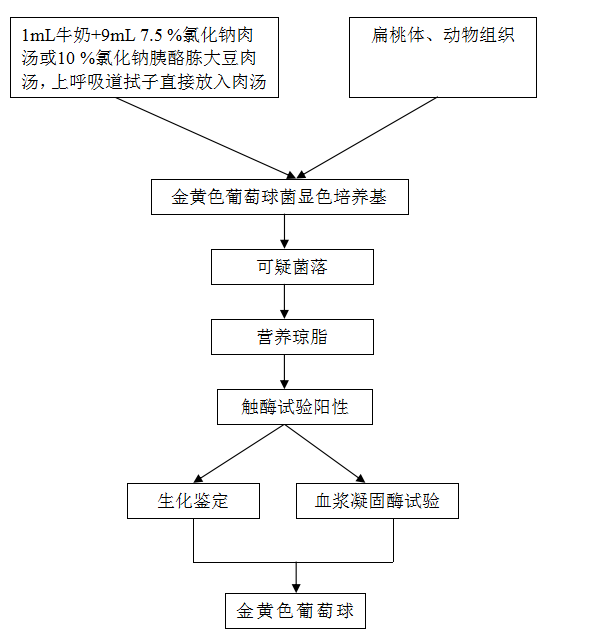 1mL牛奶+9mL 7.5 %氯化钠肉
汤或10 %氯化钠胰酪胨大豆肉
汤，上呼吸道拭子直接放入肉汤
扁桃体、动物组织
金黄色葡萄球菌显色培养基
可疑菌落
营养琼脂
触酶试验阳性
生化鉴定
血浆凝固酶试验
金黄色葡萄球